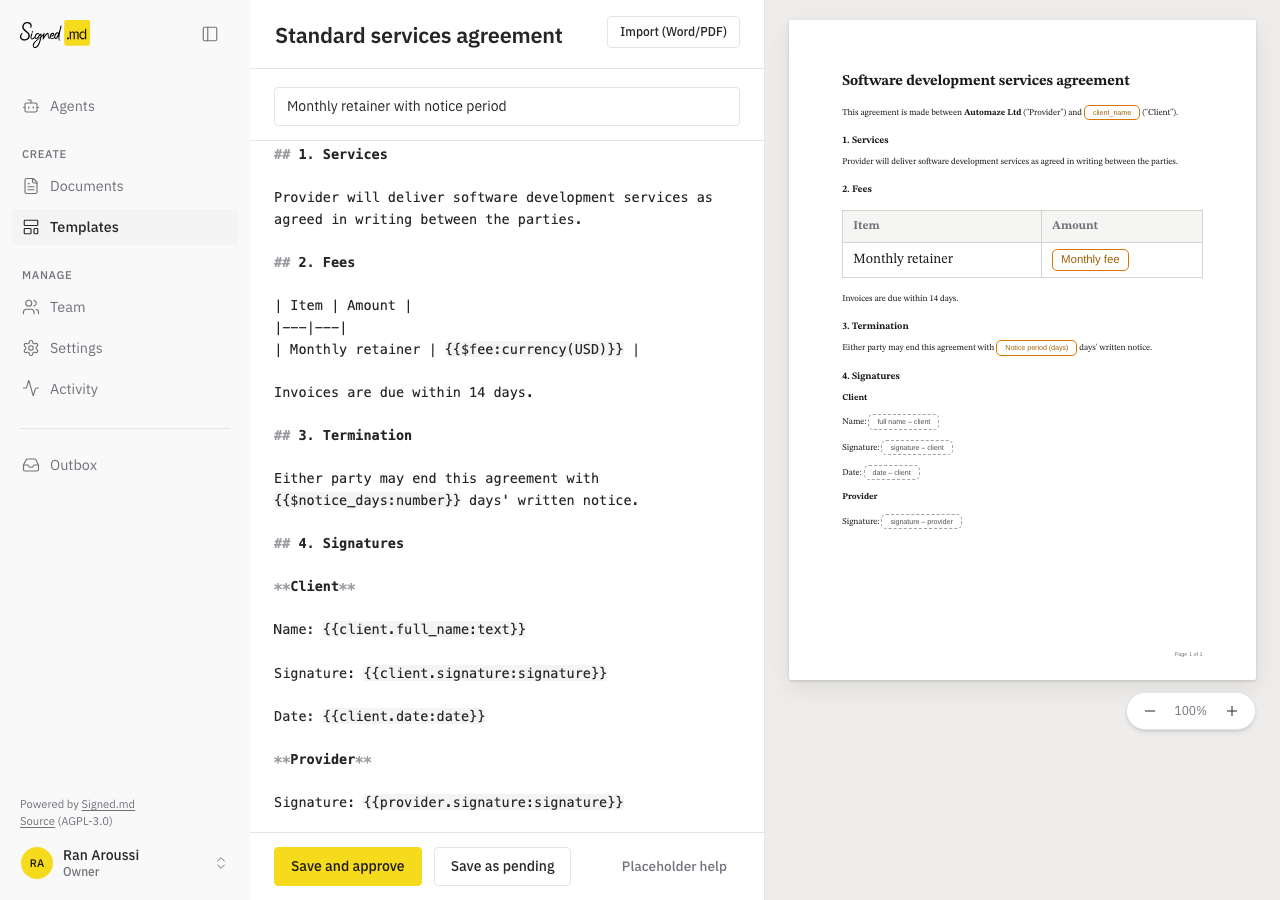 Signed .md
Agents
CREATE
Documents
Templates
MANAGE
Team
Settings
Activity
Outbox
Powered by Signed.md
Source (AGPL-3.0)
RA
Ran Aroussi
Owner
Standard services agreement
Import (Word/PDF)
Monthly retainer with notice period
## 1. Services
Provider will deliver software development services as
agreed in writing between the parties.
## 2. Fees
| Item | Amount |
|---|---|
| Monthly retainer | {{$fee:currency(USD)}} |
Invoices are due within 14 days.
## 3. Termination
Either party may end this agreement with
{{$notice_days:number}} days' written notice.
## 4. Signatures
**Client**
Name: {{client.full_name:text}}
Signature: {{client.signature:signature}}
Date: {{client.date:date}}
**Provider**
Signature: {{provider.signature:signature}}
Save and approve
Save as pending
Placeholder help
Software development services agreement
This agreement is made between Automaze Ltd ("Provider") and client_name ("Client").
1. Services
Provider will deliver software development services as agreed in writing between the parties.
2. Fees
Item Amount
Monthly retainer Monthly fee
Invoices are due within 14 days.
3. Termination
Either party may end this agreement with Notice period (days) days' written notice.
4. Signatures
Client
Name: full name – client
Signature: signature – client
Date: date – client
Provider
Signature: signature – provider
Page 1 of 1
100%